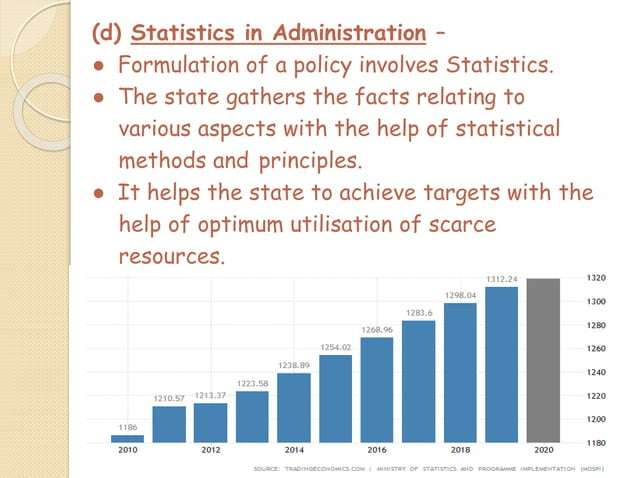 (d) Statistics in Administration –
● Formulation of a policy involves Statistics.
● The state gathers the facts relating to
various aspects with the help of statistical
methods and principles.
● It helps the state to achieve targets with the
help of optimum utilisation of scarce
resources.
1312.24
1320
1298.04
1300
1283.6
1280
1268.96
1254.02
1260
1238.89
1240
1223.58
1210.57
1213.37
1220
1186
1200
1180
2010 2012 2014 2016 2018 2020
SOURCE: TRADINGECONOMICS.COM | MINISTRY OF STATISTICS AND PROGRAMME IMPLEMENTATION (MOSPI)